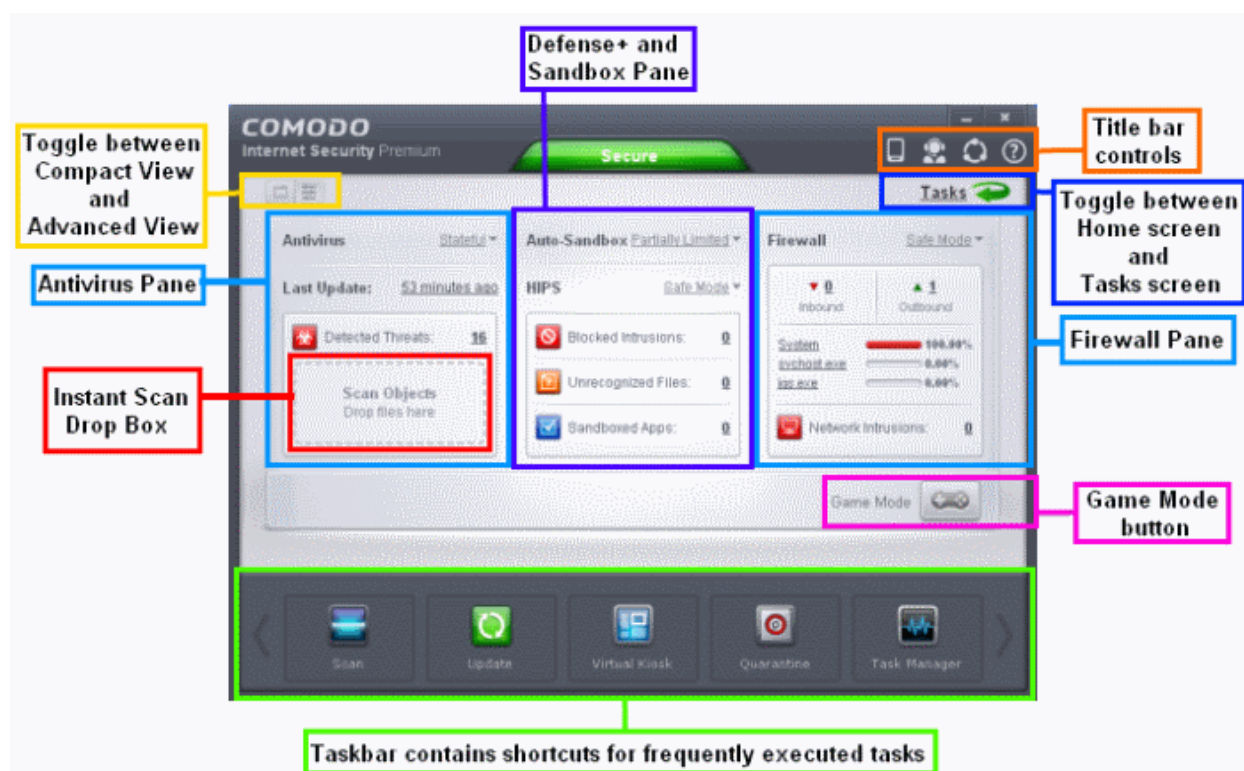 Defense+ and
Sandbox Pane
Toggle between
Compact View
and
Advanced View
COMODO
Internet Security Premium
Secure
Title bar
controls
Tasks
Toggle between
Home screen
and
Tasks screen
Antivirus Pane
Antivirus Stateful
Last Update: 53 minutes ago
Detected Threats: 16
Scan Objects
Drop files here
Instant Scan
Drop Box
Auto-Sandbox Partially Limited
HIPS Safe Mode
Blocked Intrusions: 0
Unrecognized Files: 0
Sandboxed Apps: 0
Firewall Safe Mode
0 1
Inbound Outbound
System 100.00%
svchost.exe 0.00%
0.00%
Network Intrusions: 0
Firewall Pane
Game Mode
Game Mode
button
Scan Update Virtual Kiosk Quarantine Task Manager
Taskbar contains shortcuts for frequently executed tasks